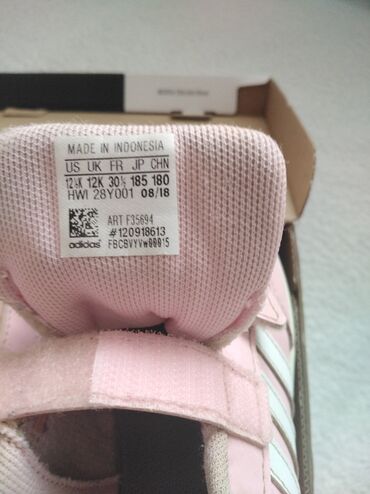 MADE IN INDONESIA
US UK FR JP CHN
12½K 12K 30½ 185 180
HWI 28Y001 08/18
ART F35694
#120918613
adidas FBCBVYVW00015